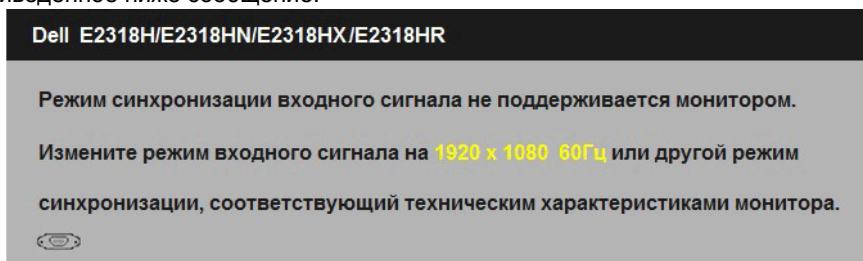 Dell E2318H/E2318HN/E2318HX/E2318HR
Режим синхронизации входного сигнала не поддерживается монитором.
Измените режим входного сигнала на 1920 x 1080 60Гц или другой режим
синхронизации, соответствующий техническим характеристиками монитора.